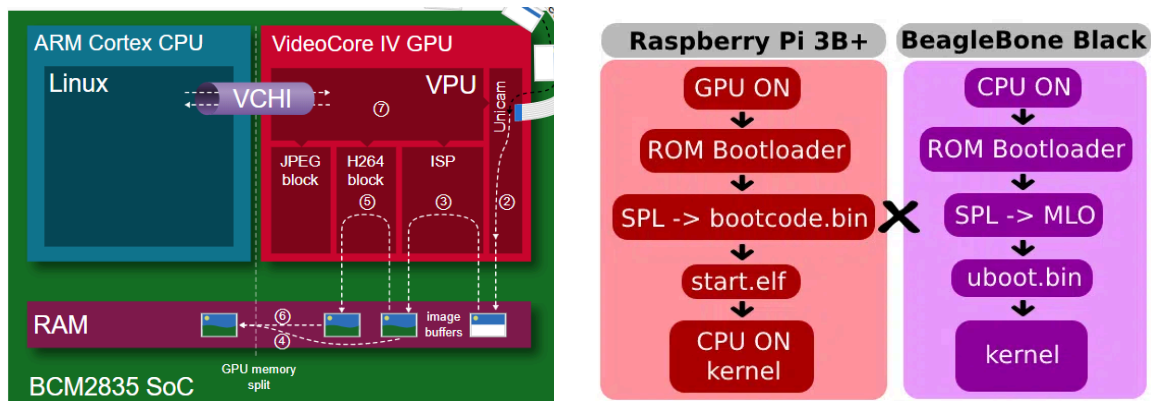 ARM Cortex CPU
Linux
VCHI
VideoCore IV GPU
VPU
Unicam
⑦
JPEG
block
H264
block
ISP
⑤
③
②
RAM
⑥
④
image
buffers
GPU memory
split
BCM2835 SoC
Raspberry Pi 3B+
GPU ON
ROM Bootloader
SPL -> bootcode.bin
start.elf
CPU ON
kernel
BeagleBone Black
CPU ON
ROM Bootloader
SPL -> MLO
uboot.bin
kernel